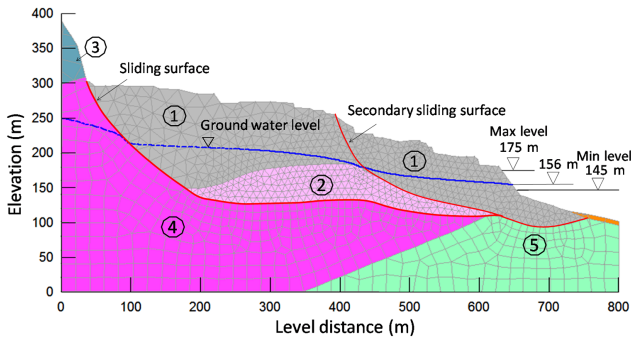 400
350
300
250
200
150
100
50
0
Elevation (m)
3
Sliding surface
1
Ground water level
Secondary sliding surface
1
Max level
175 m
156 m
Min level
145 m
2
4
5
0
100
200
300
400
500
600
700
800
Level distance (m)